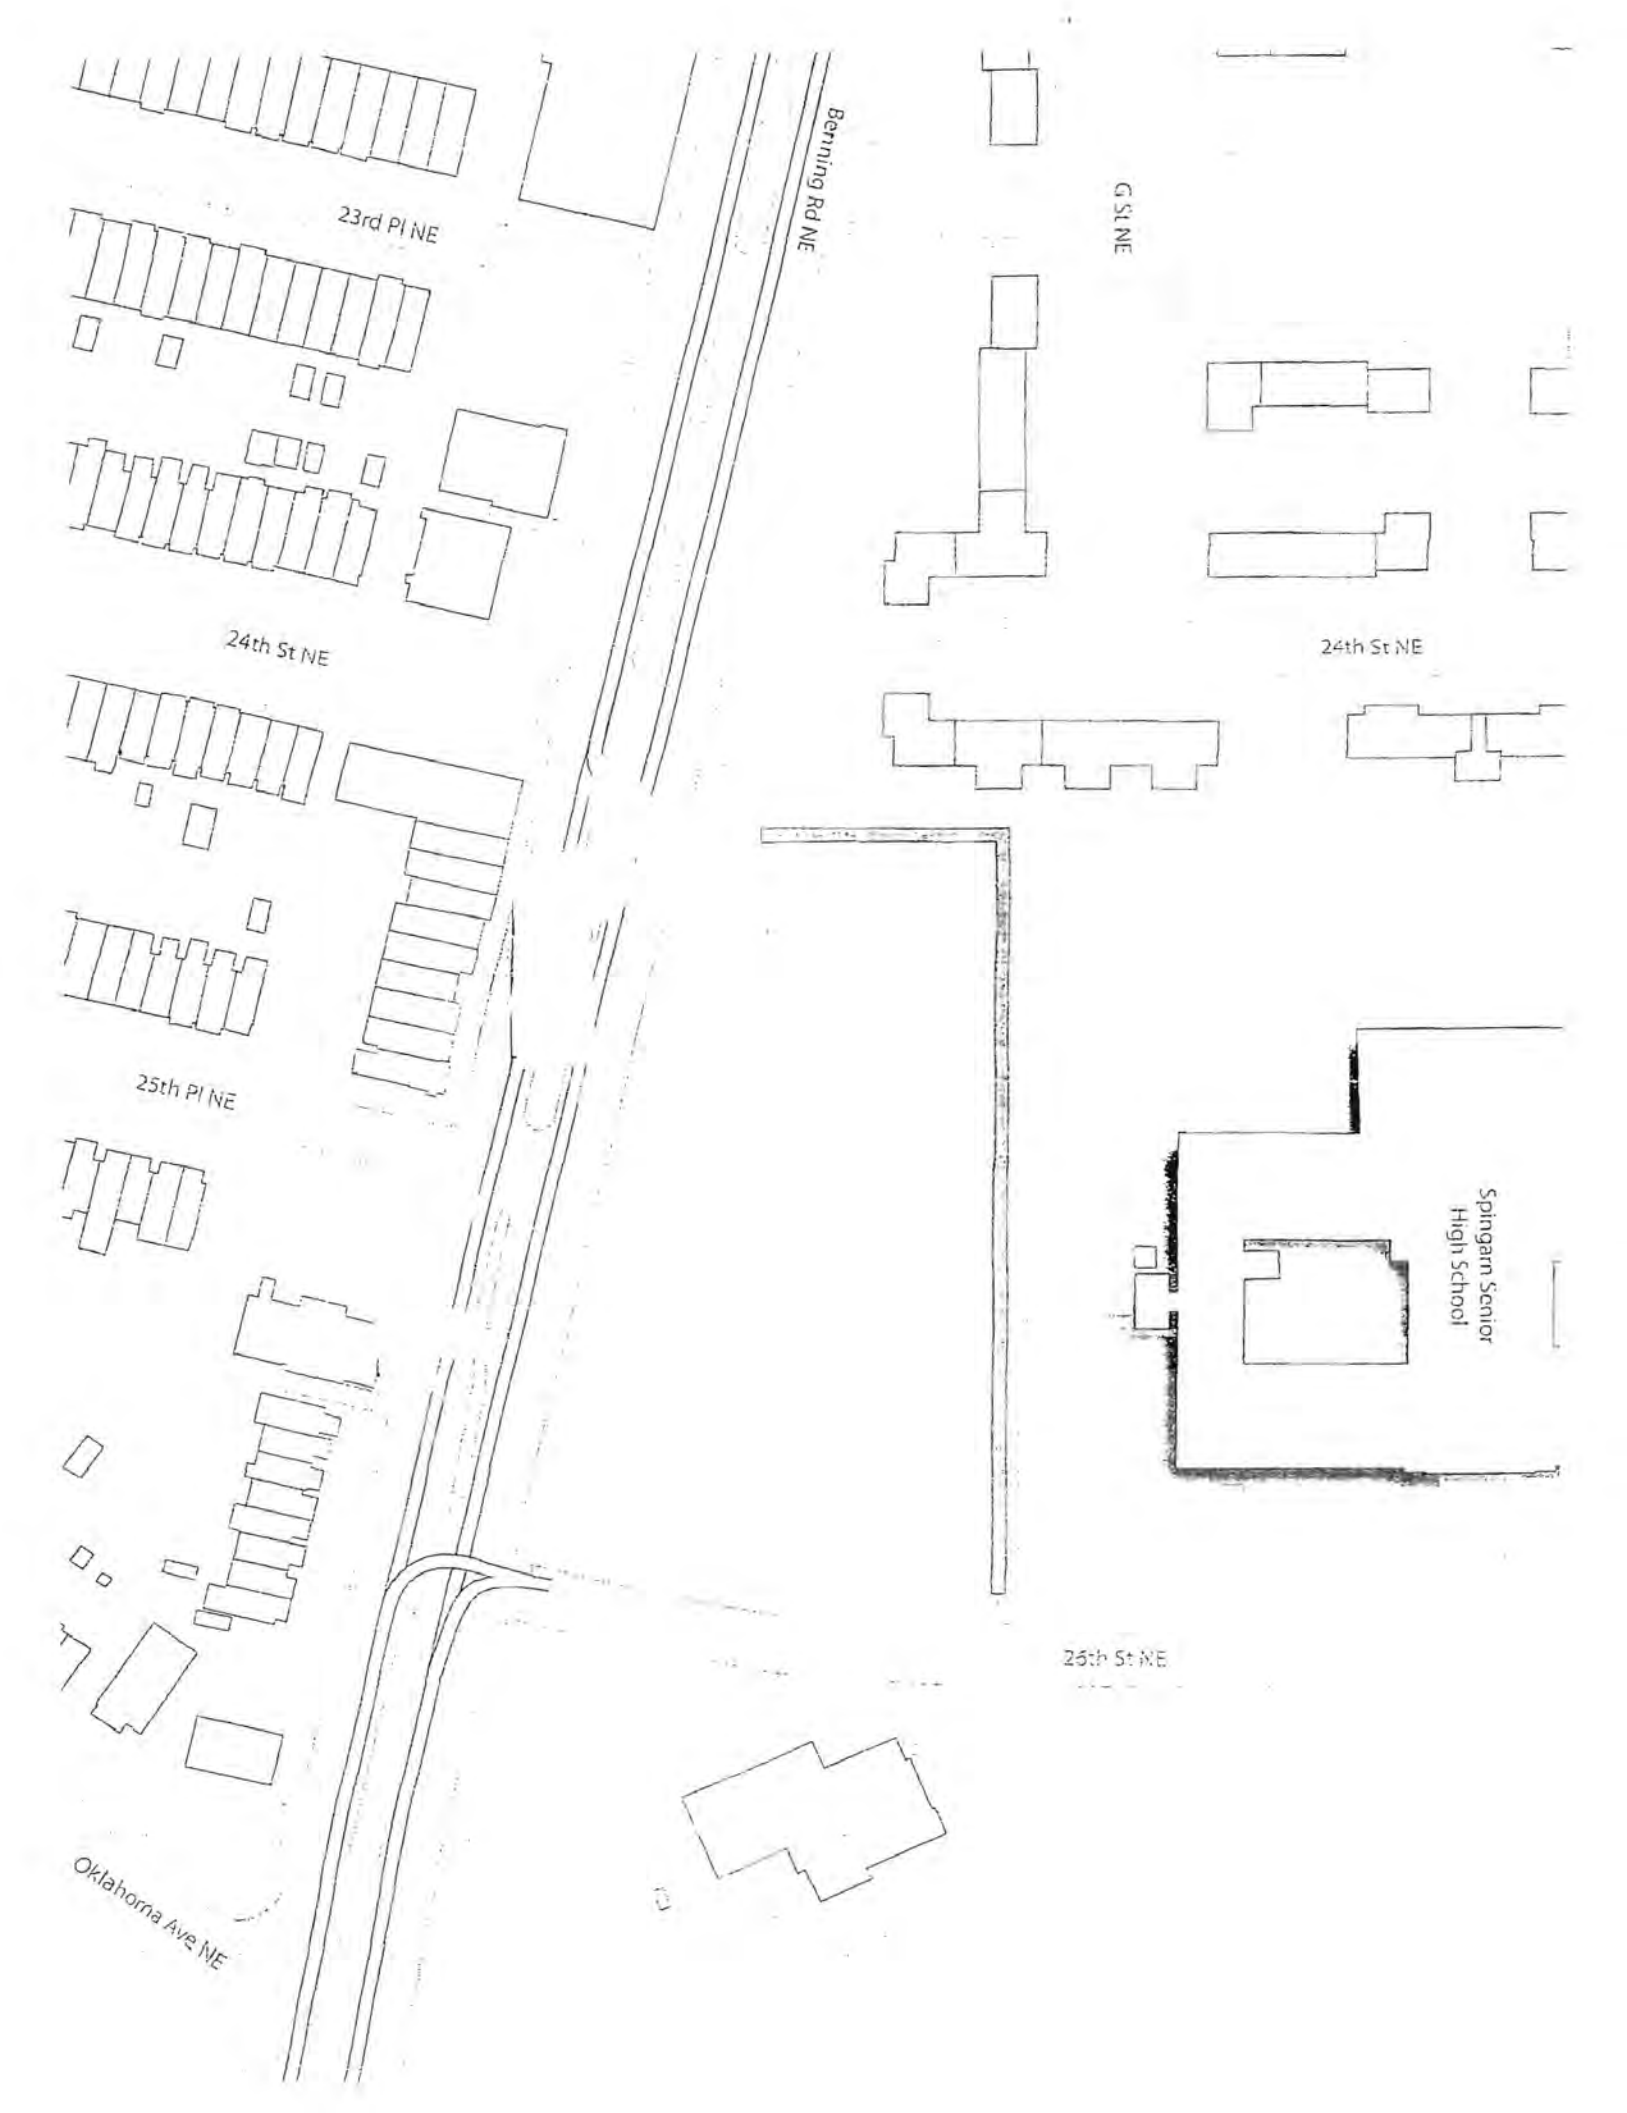 Benning Rd NE
G St NE
23rd Pl NE
24th St NE
24th St NE
25th Pl NE
Spingarn Senior
High School
26th St NE
Oklahoma Ave NE